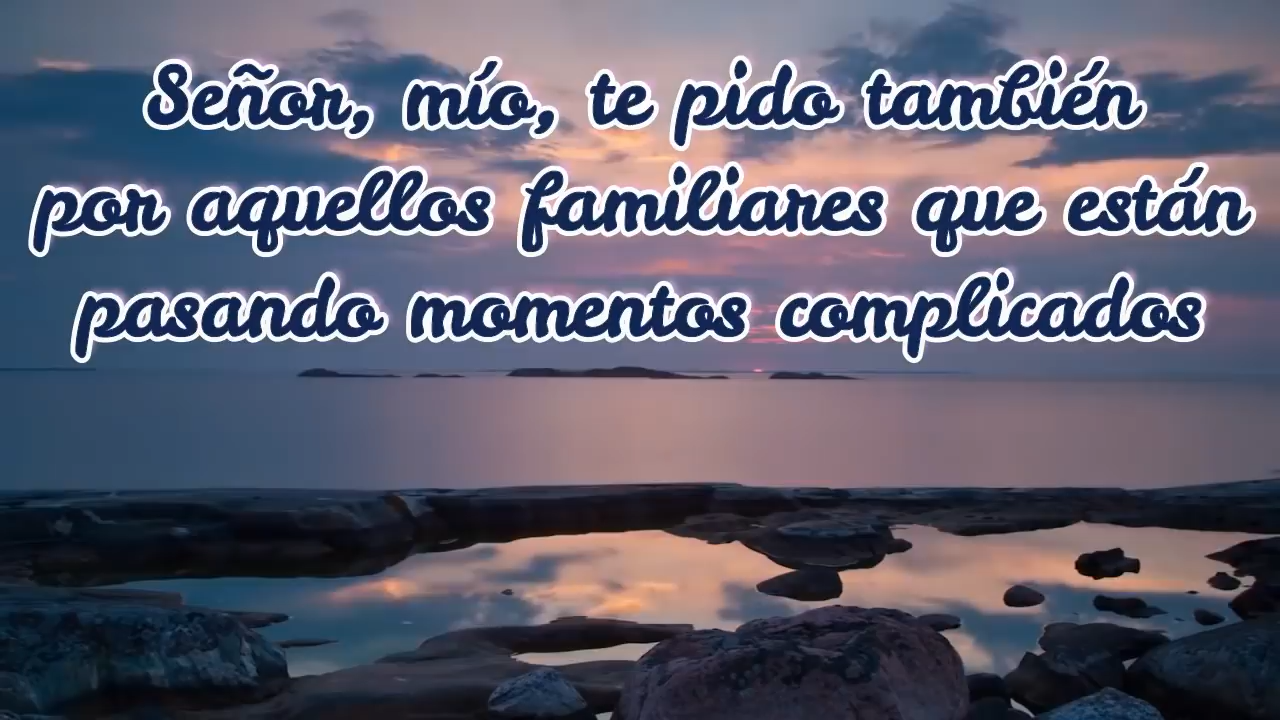 Señor, mío, te pido también
por aquellos familiares que están
pasando momentos complicados